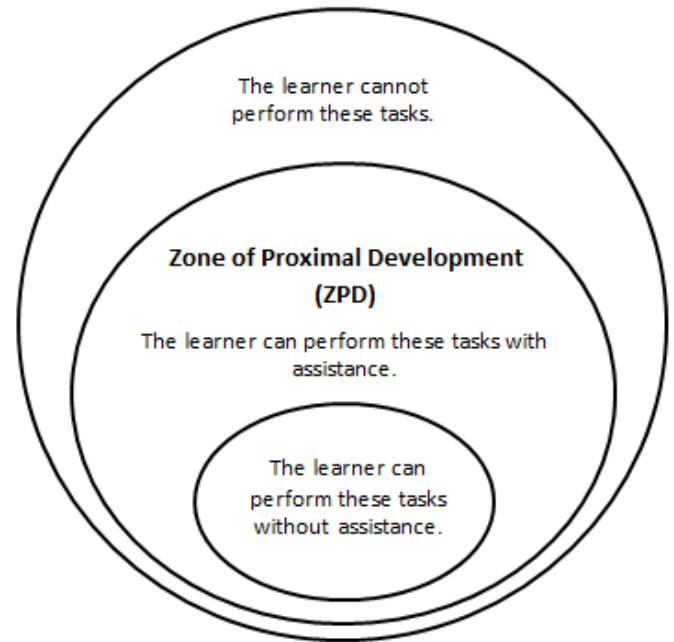 The learner cannot
perform these tasks.
Zone of Proximal Development
(ZPD)
The learner can perform these tasks with
assistance.
The learner can
perform these tasks
without assistance.